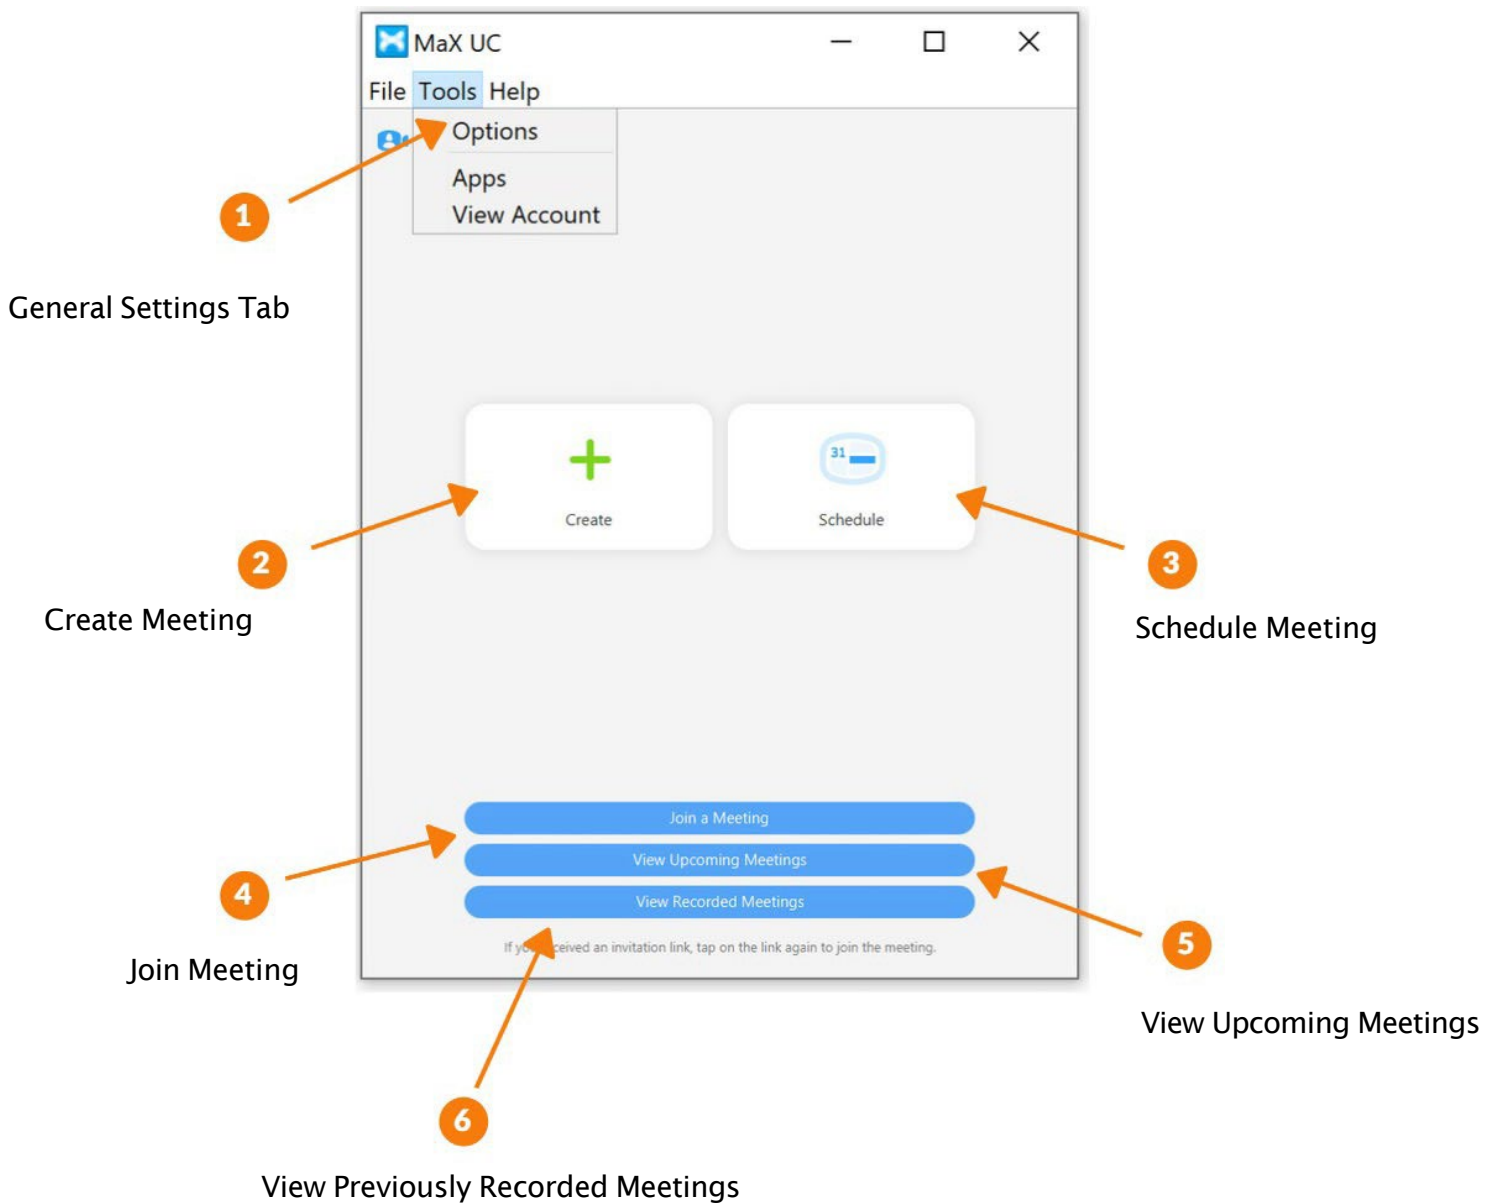 MaX UC
File Tools Help
Options
Apps
View Account
1
General Settings Tab
31
Create
Schedule
2
Create Meeting
3
Schedule Meeting
Join a Meeting
View Upcoming Meetings
View Recorded Meetings
4
Join Meeting
If an invitation link, tap on the link again to join the meeting.
5
View Upcoming Meetings
6
View Previously Recorded Meetings